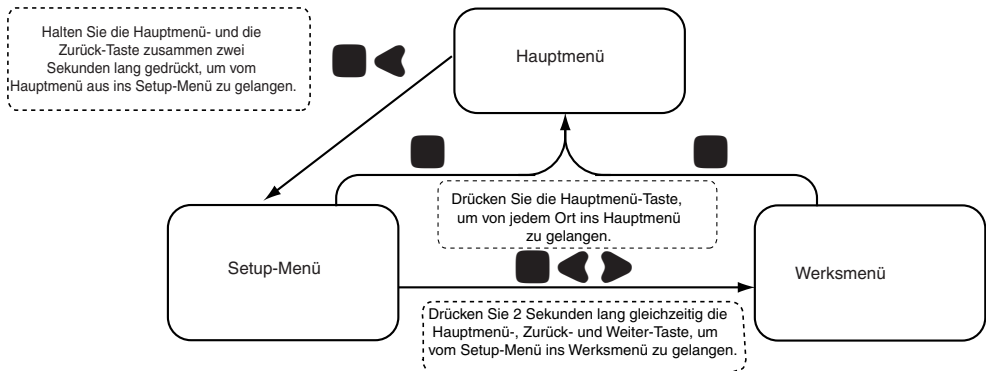 Halten Sie die Hauptmenü- und die
Zurück-Taste zusammen zwei
Sekunden lang gedrückt, um vom
Hauptmenü aus ins Setup-Menü zu gelangen.
Hauptmenü
Drücken Sie die Hauptmenü-Taste,
um von jedem Ort ins Hauptmenü
zu gelangen.
Setup-Menü
Werksmenü
Drücken Sie 2 Sekunden lang gleichzeitig die
Hauptmenü-, Zurück- und Weiter-Taste, um
vom Setup-Menü ins Werksmenü zu gelangen.